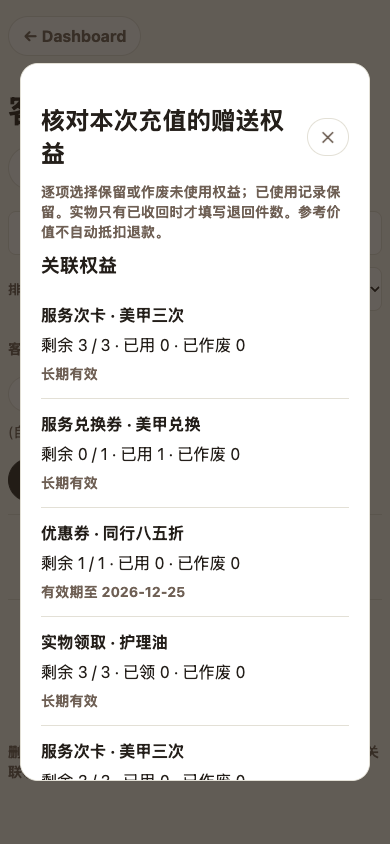 ← Dashboard
核对本次充值的赠送权
益
逐项选择保留或作废未使用权益；已使用记录保
留。实物只有已收回时才填写退回件数。参考价
值不自动抵扣退款。
关联权益
服务次卡 · 美甲三次
剩余 3 / 3 · 已用 0 · 已作废 0
长期有效
服务兑换券 · 美甲兑换
剩余 0 / 1 · 已用 1 · 已作废 0
长期有效
优惠券 · 同行八五折
剩余 1 / 1 · 已用 0 · 已作废 0
有效期至 2026-12-25
实物领取 · 护理油
剩余 3 / 3 · 已领 0 · 已作废 0
长期有效
服务次卡 · 美甲三次